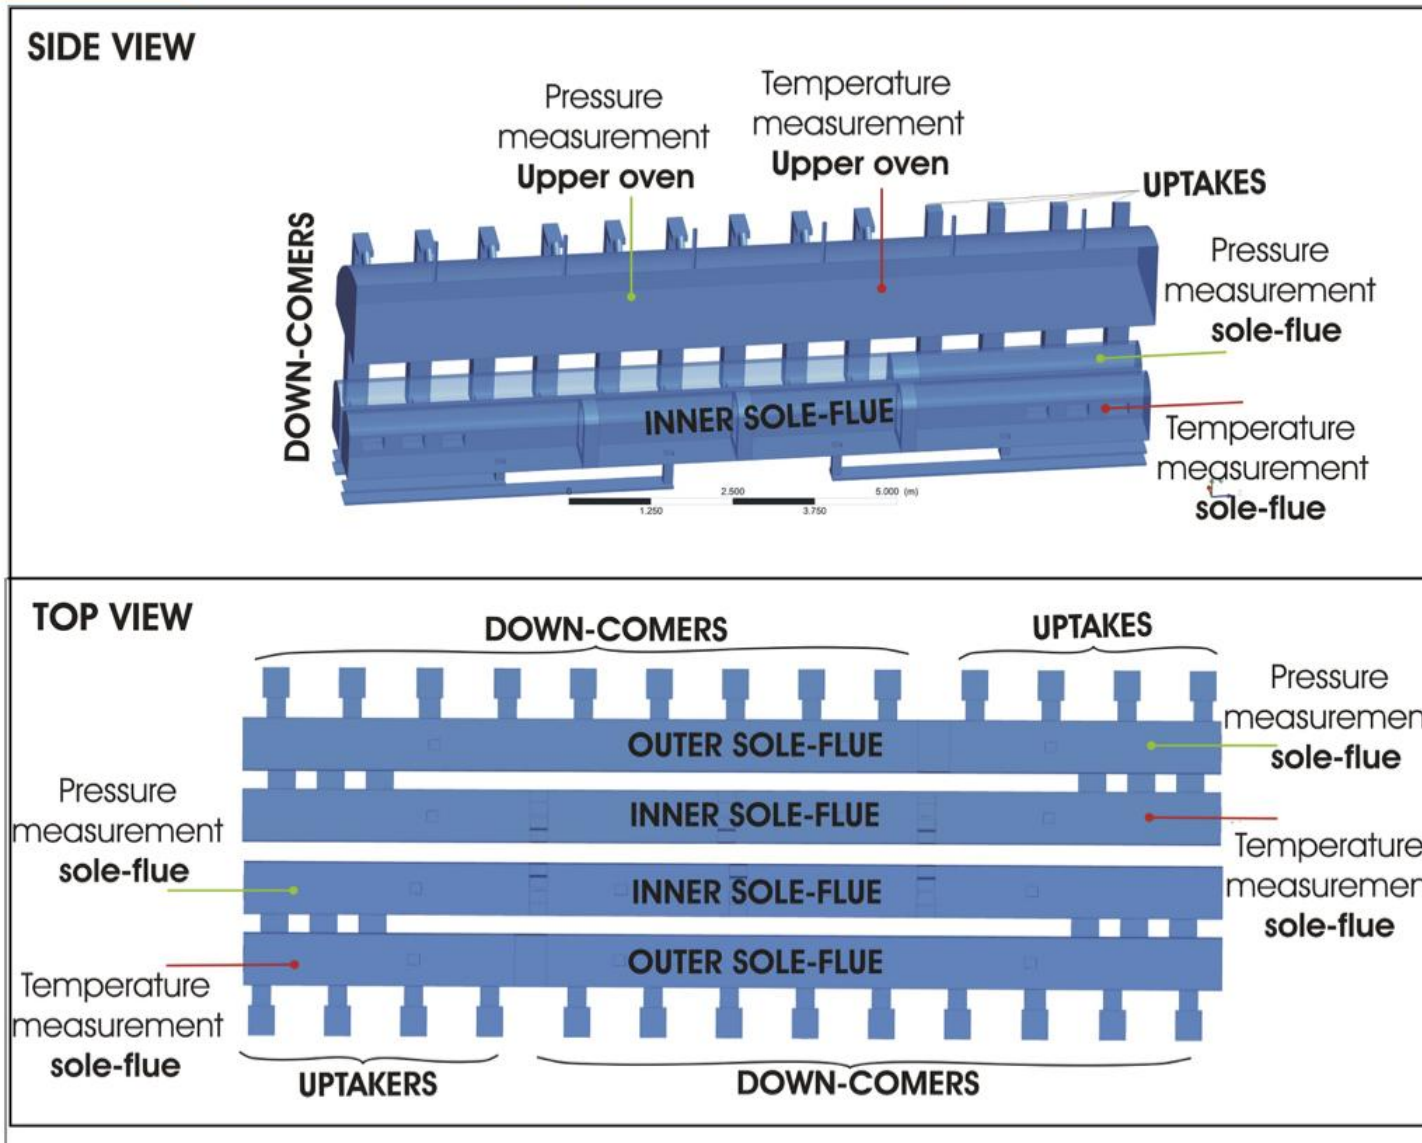 SIDE VIEW
Pressure
measurement
Upper oven
Temperature
measurement
Upper oven
UPTAKES
DOWN-COMERS
Pressure
measurement
sole-flue
INNER SOLE-FLUE
Temperature
measurement
sole-flue
0 2.500 5.000 (m)
1.250 3.750
TOP VIEW
DOWN-COMERS
UPTAKES
Pressure
measuremen
sole-flue
OUTER SOLE-FLUE
Pressure
measurement
sole-flue
INNER SOLE-FLUE
Temperature
measuremen
sole-flue
INNER SOLE-FLUE
OUTER SOLE-FLUE
Temperature
measurement
sole-flue
UPTAKERS
DOWN-COMERS